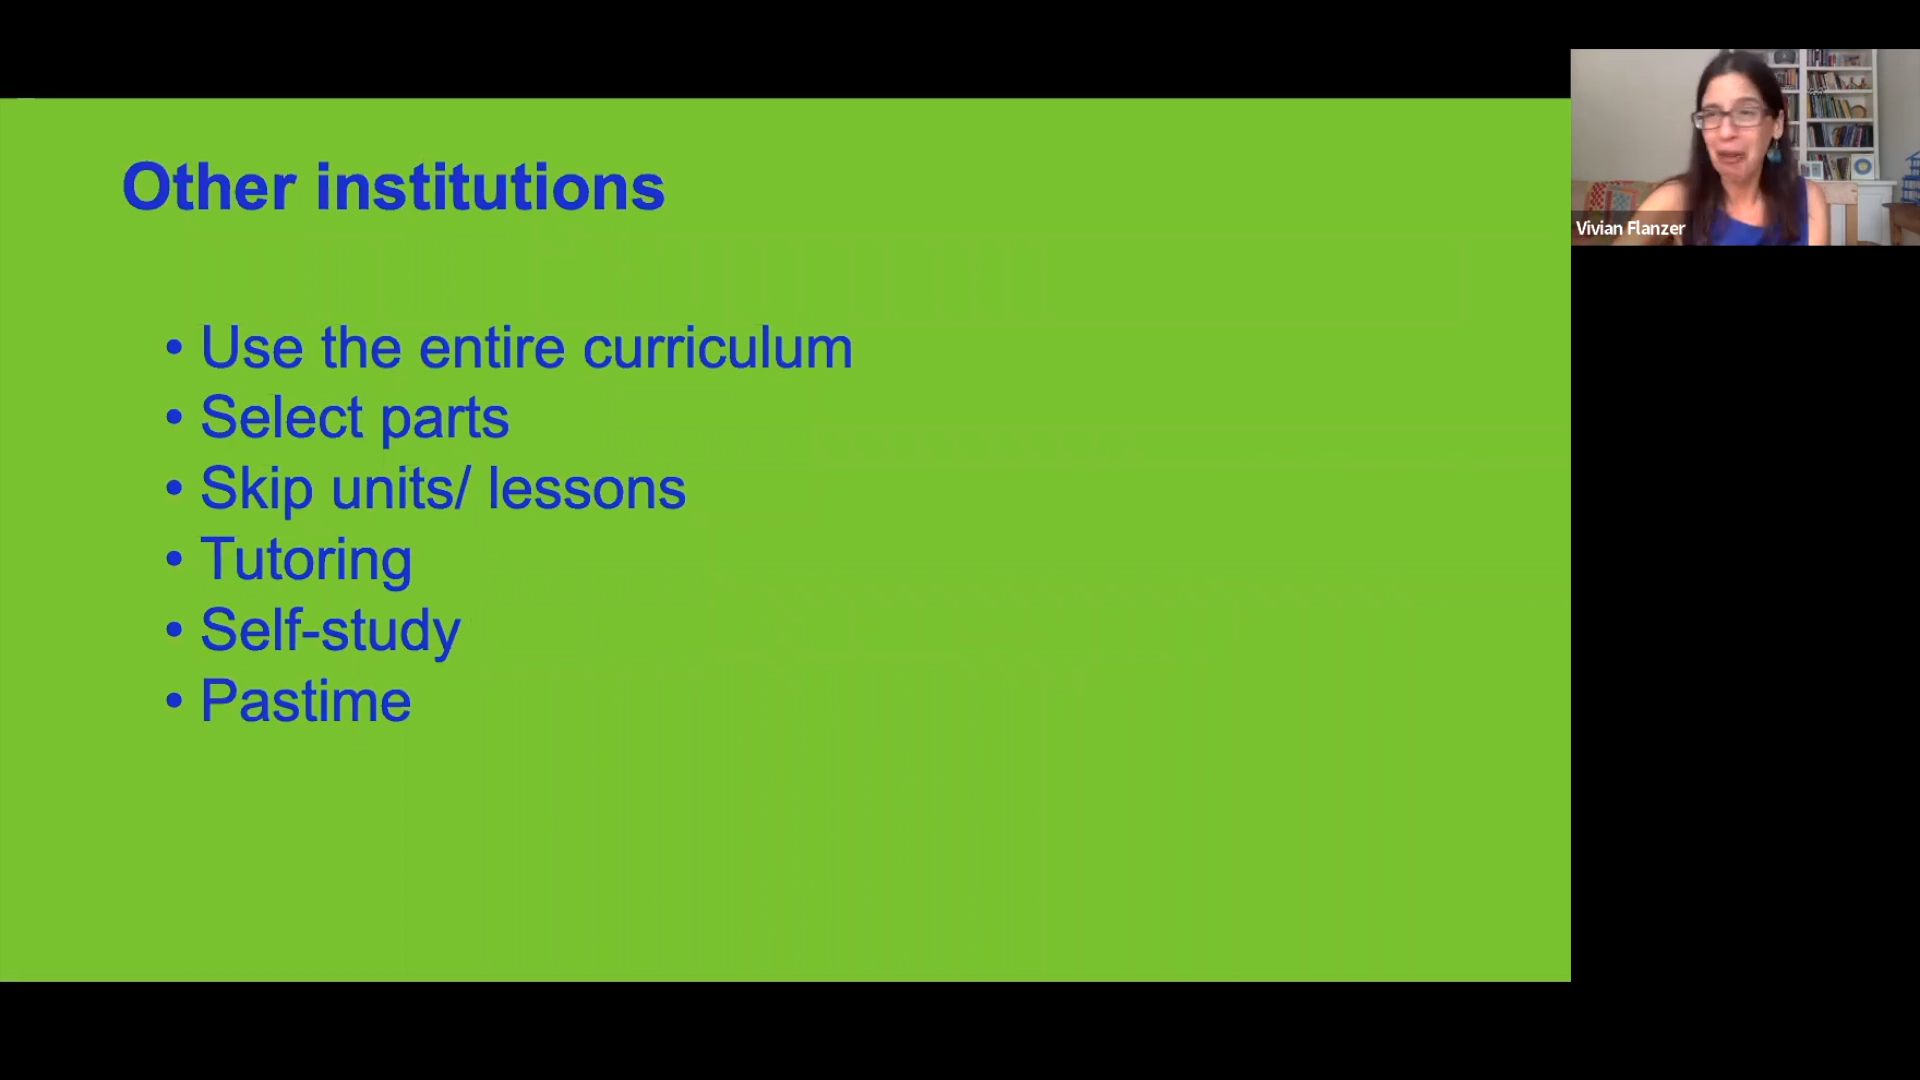 Other institutions
• Use the entire curriculum
• Select parts
• Skip units/ lessons
• Tutoring
• Self-study
• Pastime
Vivian Flanzer